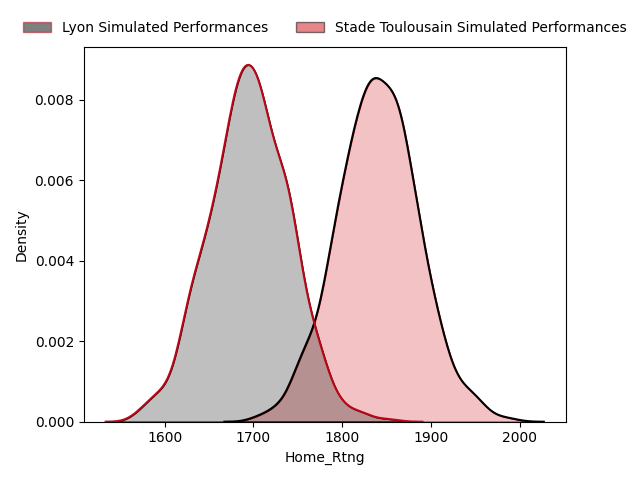 Lyon Simulated Performances Stade Toulousain Simulated Performances
0.008
0.006
0.004
0.002
0.000
Density
1600 1700 1800 1900 2000
Home_Rtng